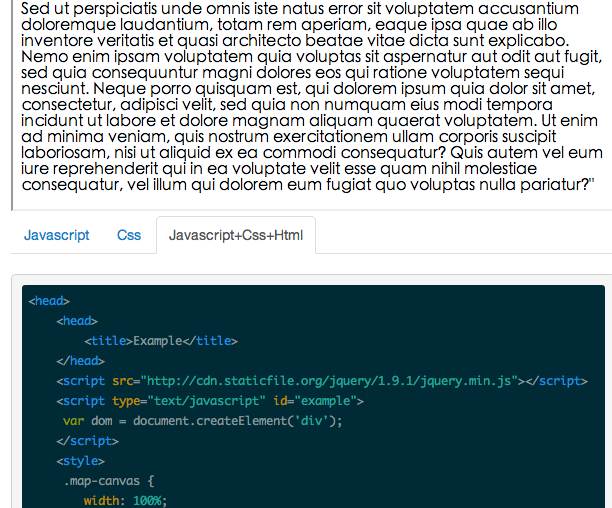 Sed ut perspiciatis unde omnis iste natus error sit voluptatem accusantium
doloremque laudantium, totam rem aperiam, eaque ipsa quae ab illo
inventore veritatis et quasi architecto beatae vitae dicta sunt explicabo.
Nemo enim ipsam voluptatem quia voluptas sit aspernatur aut odit aut fugit,
sed quia consequuntur magni dolores eos qui ratione voluptatem sequi
nesciunt. Neque porro quisquam est, qui dolorem ipsum quia dolor sit amet,
consectetur, adipisci velit, sed quia non numquam eius modi tempora
incidunt ut labore et dolore magnam aliquam quaerat voluptatem. Ut enim
ad minima veniam, quis nostrum exercitationem ullam corporis suscipit
laboriosam, nisi ut aliquid ex ea commodi consequatur? Quis autem vel eum
iure reprehenderit qui in ea voluptate velit esse quam nihil molestiae
consequatur, vel illum qui dolorem eum fugiat quo voluptas nulla pariatur?"
Javascript Css Javascript+Css+Html
<head>
<head>
<title>Example</title>
</head>
<script src="http://cdn.staticfile.org/jquery/1.9.1/jquery.min.js"></script>
<script type="text/javascript" id="example">
var dom = document.createElement('div');
</script>
<style>
.map-canvas {
width: 100%;